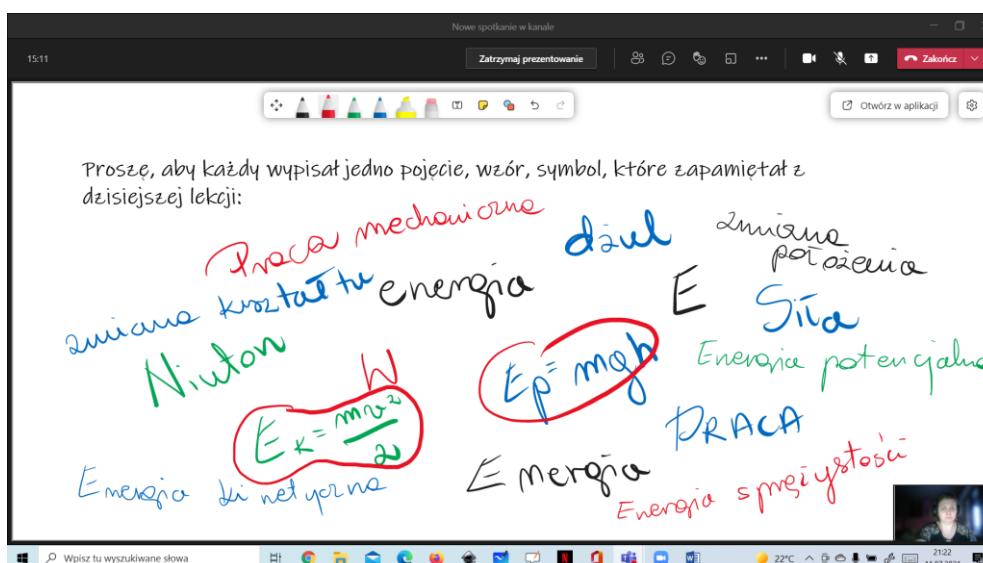 Nowe spotkanie w kanale
15:11
Zatrzymaj prezentowanie
Zakończ
Otwórz w aplikacji
Proszę, aby każdy wypisał jedno pojęcie, wzór, symbol, które zapamiętał z
dzisiejszej lekcji:
Praca mechaniczna
dżul
zmiana
położenia
zmiana kształtu
energia
E
Siła
Niuton
W
Ep = mgh
Energia potencjalna
EK = mv²/2
PRACA
Energia kinetyczna
Energia
Energia sprężystości
Wpisz tu wyszukiwane słowa
22°C
21:22